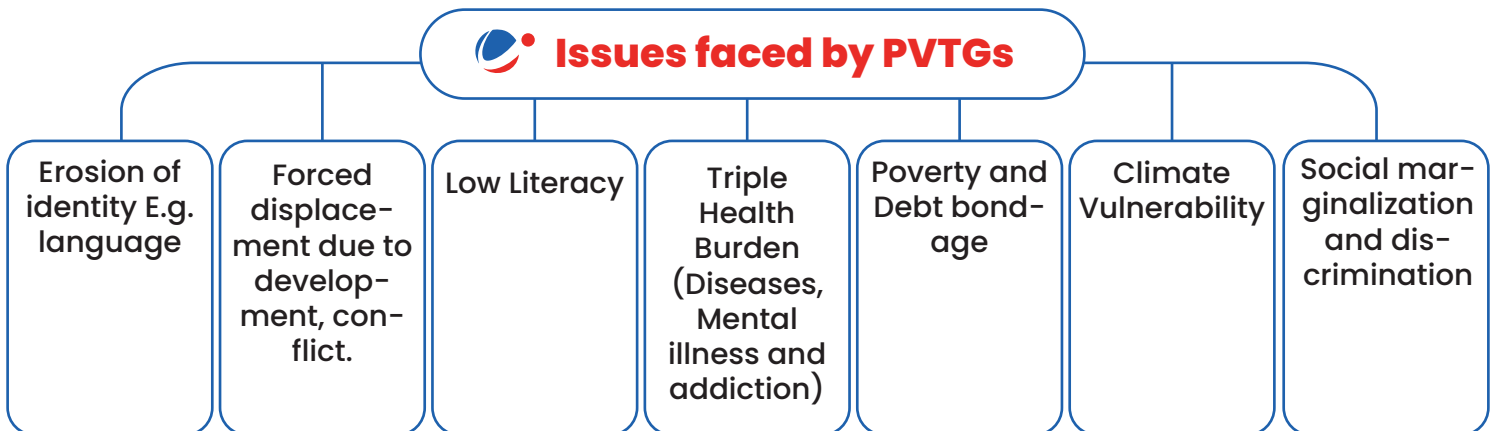 Issues faced by PVTGs
Erosion of
identity E.g.
language
Forced
displace-
ment due to
develop-
ment, con-
flict.
Low Literacy
Triple
Health
Burden
(Diseases,
Mental
illness and
addiction)
Poverty and
Debt bond-
age
Climate
Vulnerability
Social mar-
ginalization
and dis-
crimination